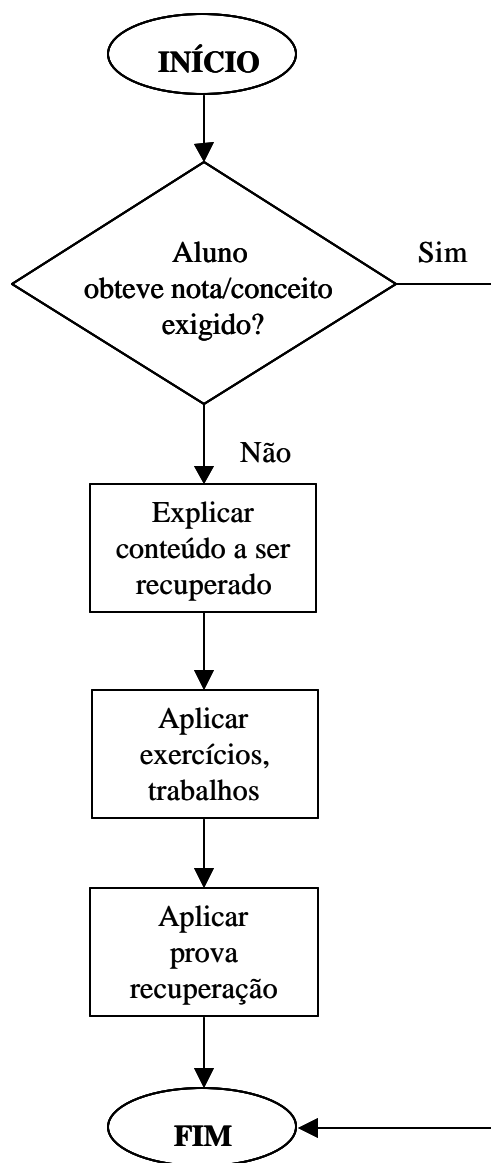 INÍCIO
Aluno
obteve nota/conceito
exigido?
Sim
Não
Explicar
conteúdo a ser
recuperado
Aplicar
exercícios,
trabalhos
Aplicar
prova
recuperação
FIM